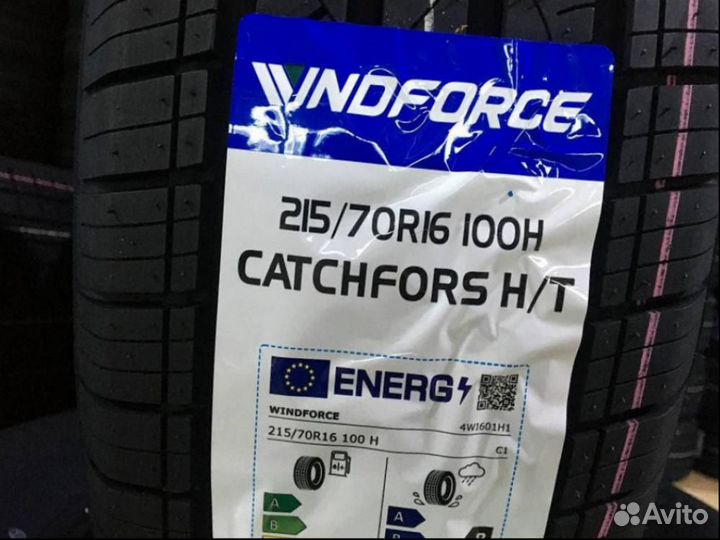 WINDFORCE
215/70R16 100H
CATCHFORS H/T
ENERG
WINDFORCE 4WI601H1
215/70R16 100 H C1
A A
B B
B
Avito